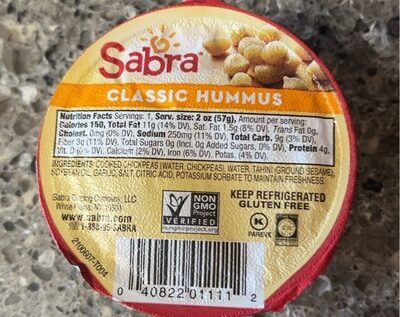 Sabra
CLASSIC HUMMUS
Nutrition Facts Servings: 1, Serv. size: 2 oz (57g), Amount per serving:
Calories 150, Total Fat 11g (14% DV), Sat. Fat 1.5g (8% DV), Trans Fat 0g,
Cholest. 0mg (0% DV), Sodium 250mg (11% DV), Total Carb. 9g (3% DV),
Fiber 3g (11% DV), Total Sugars 0g (Incl. 0g Added Sugars, 0% DV), Protein 4g,
Vit. D (0% DV), Calcium (2% DV), Iron (6% DV), Potas. (4% DV).
INGREDIENTS: COOKED CHICKPEAS (WATER, CHICKPEAS), WATER, TAHINI (GROUND SESAME),
SOYBEAN OIL, GARLIC, SALT, CITRIC ACID, POTASSIUM SORBATE TO MAINTAIN FRESHNESS.
Sabra Dipping Company, LLC
White Plains, NY 10601
www.sabra.com
1-888-95-SABRA
NON
GMO
Project
VERIFIED
nongmoproject.org
KEEP REFRIGERATED
GLUTEN FREE
K
PAREVE
2100607-T004
0 40822 01111 2